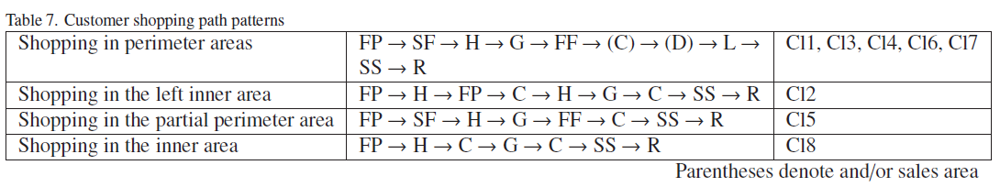 Table 7. Customer shopping path patterns
Shopping in perimeter areas FP → SF → H → G → FF → (C) → (D) → L → SS → R Cl1, Cl3, Cl4, Cl6, Cl7
Shopping in the left inner area FP → H → FP → C → H → G → C → SS → R Cl2
Shopping in the partial perimeter area FP → SF → H → G → FF → C → SS → R Cl5
Shopping in the inner area FP → H → C → G → C → SS → R Cl8
Parentheses denote and/or sales area